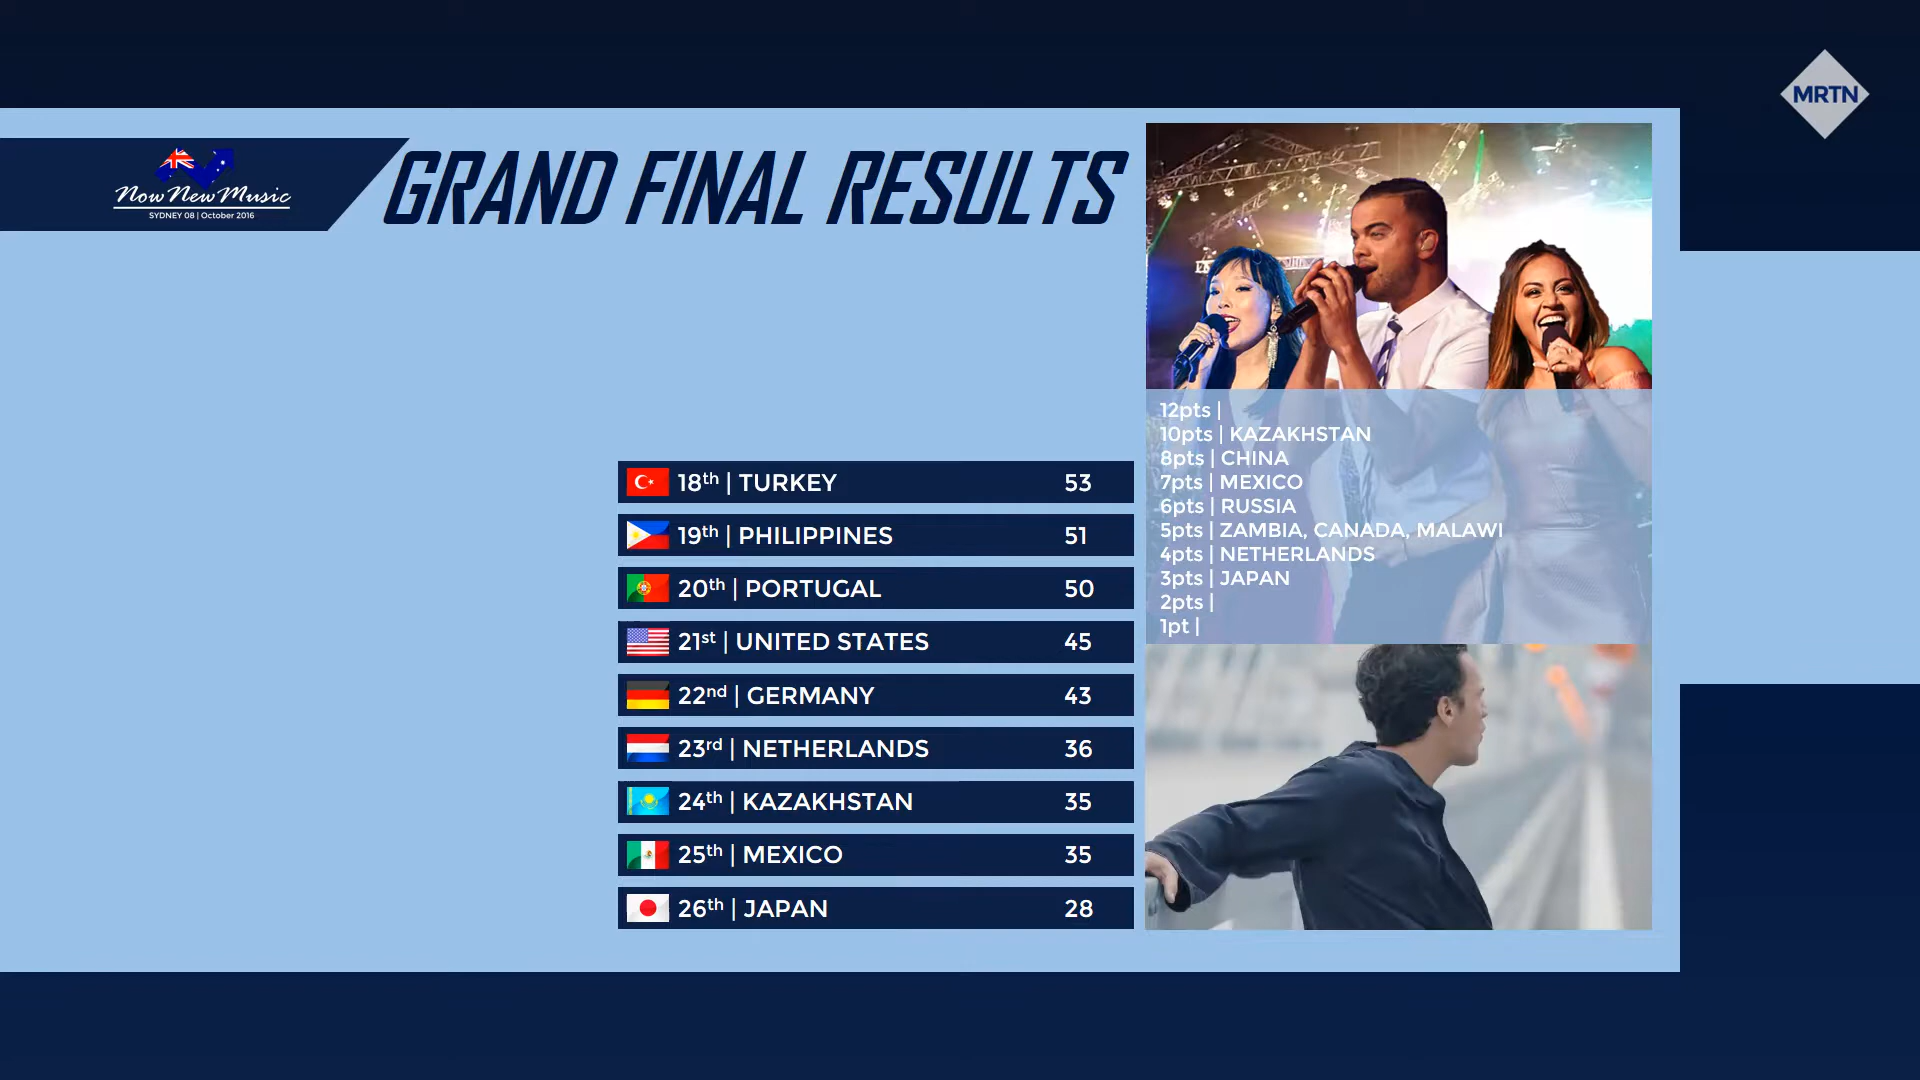 MRTN
Now New Music
SYDNEY 08 | October 2016
GRAND FINAL RESULTS
18th | TURKEY 53
19th | PHILIPPINES 51
20th | PORTUGAL 50
21st | UNITED STATES 45
22nd | GERMANY 43
23rd | NETHERLANDS 36
24th | KAZAKHSTAN 35
25th | MEXICO 35
26th | JAPAN 28
12pts |
10pts | KAZAKHSTAN
8pts | CHINA
7pts | MEXICO
6pts | RUSSIA
5pts | ZAMBIA, CANADA, MALAWI
4pts | NETHERLANDS
3pts | JAPAN
2pts |
1pt |